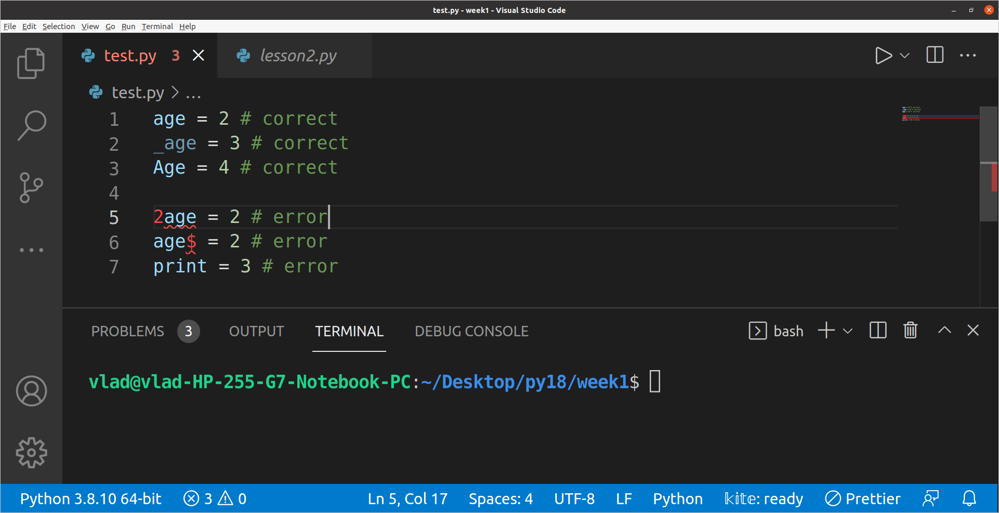 test.py - week1 - Visual Studio Code
File Edit Selection View Go Run Terminal Help
test.py 3 lesson2.py
test.py > ...
1 age = 2 # correct
2 _age = 3 # correct
3 Age = 4 # correct
4
5 2age = 2 # error
6 age$ = 2 # error
7 print = 3 # error
PROBLEMS 3 OUTPUT TERMINAL DEBUG CONSOLE bash
vlad@vlad-HP-255-G7-Notebook-PC:~/Desktop/py18/week1$
Python 3.8.10 64-bit 3 0 Ln 5, Col 17 Spaces: 4 UTF-8 LF Python kite: ready Prettier